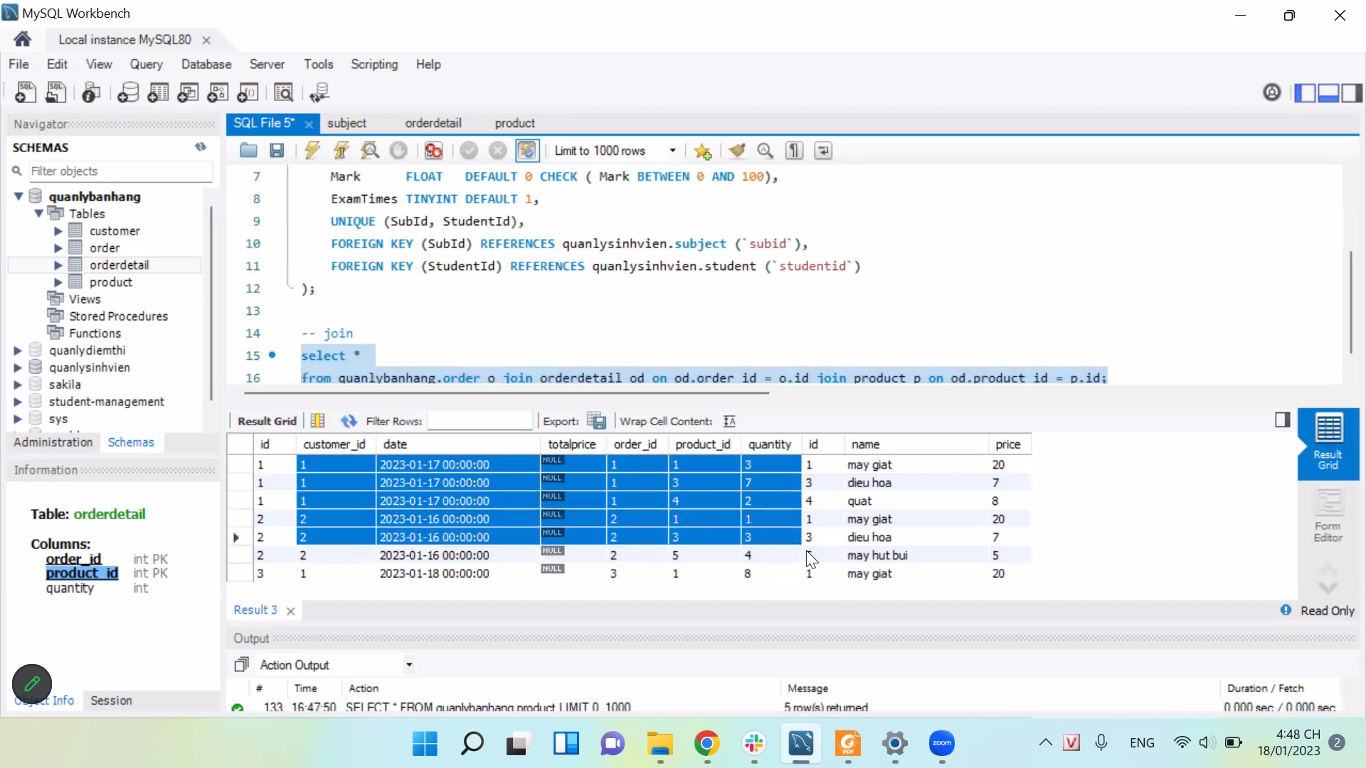 MySQL Workbench
Local instance MySQL80
File Edit View Query Database Server Tools Scripting Help
Navigator
SCHEMAS
Filter objects
quanlybanhang
Tables
customer
order
orderdetail
product
Views
Stored Procedures
Functions
quanlydiemthi
quanlysinhvien
sakila
student-management
sys
Administration Schemas
Information
Table: orderdetail
Columns:
order_id int PK
product_id int PK
quantity int
Object Info Session
SQL File 5* subject orderdetail product
Limit to 1000 rows
7 Mark FLOAT DEFAULT 0 CHECK ( Mark BETWEEN 0 AND 100),
8 ExamTimes TINYINT DEFAULT 1,
9 UNIQUE (SubId, StudentId),
10 FOREIGN KEY (SubId) REFERENCES quanlysinhvien.subject (`subid`),
11 FOREIGN KEY (StudentId) REFERENCES quanlysinhvien.student (`studentid`)
12 );
13
14 -- join
15 select *
16 from quanlybanhang.order o join orderdetail od on od.order_id = o.id join product p on od.product_id = p.id;
Result Grid Filter Rows: Export: Wrap Cell Content:
id customer_id date totalprice order_id product_id quantity id name price
1 1 2023-01-17 00:00:00 NULL 1 1 3 1 may giat 20
1 1 2023-01-17 00:00:00 NULL 1 3 7 3 dieu hoa 7
1 1 2023-01-17 00:00:00 NULL 1 4 2 4 quat 8
2 2 2023-01-16 00:00:00 NULL 2 1 1 1 may giat 20
2 2 2023-01-16 00:00:00 NULL 2 3 3 3 dieu hoa 7
2 2 2023-01-16 00:00:00 NULL 2 5 4 may hut bui 5
3 1 2023-01-18 00:00:00 NULL 3 1 8 1 may giat 20
Result Grid
Form Editor
Result 3
Read Only
Output
Action Output
# Time Action Message Duration / Fetch
133 16:47:50 SELECT * FROM quanlybanhang.product LIMIT 0, 1000 5 row(s) returned 0.000 sec / 0.000 sec
PDF
zoom
V
ENG
4:48 CH
18/01/2023
2